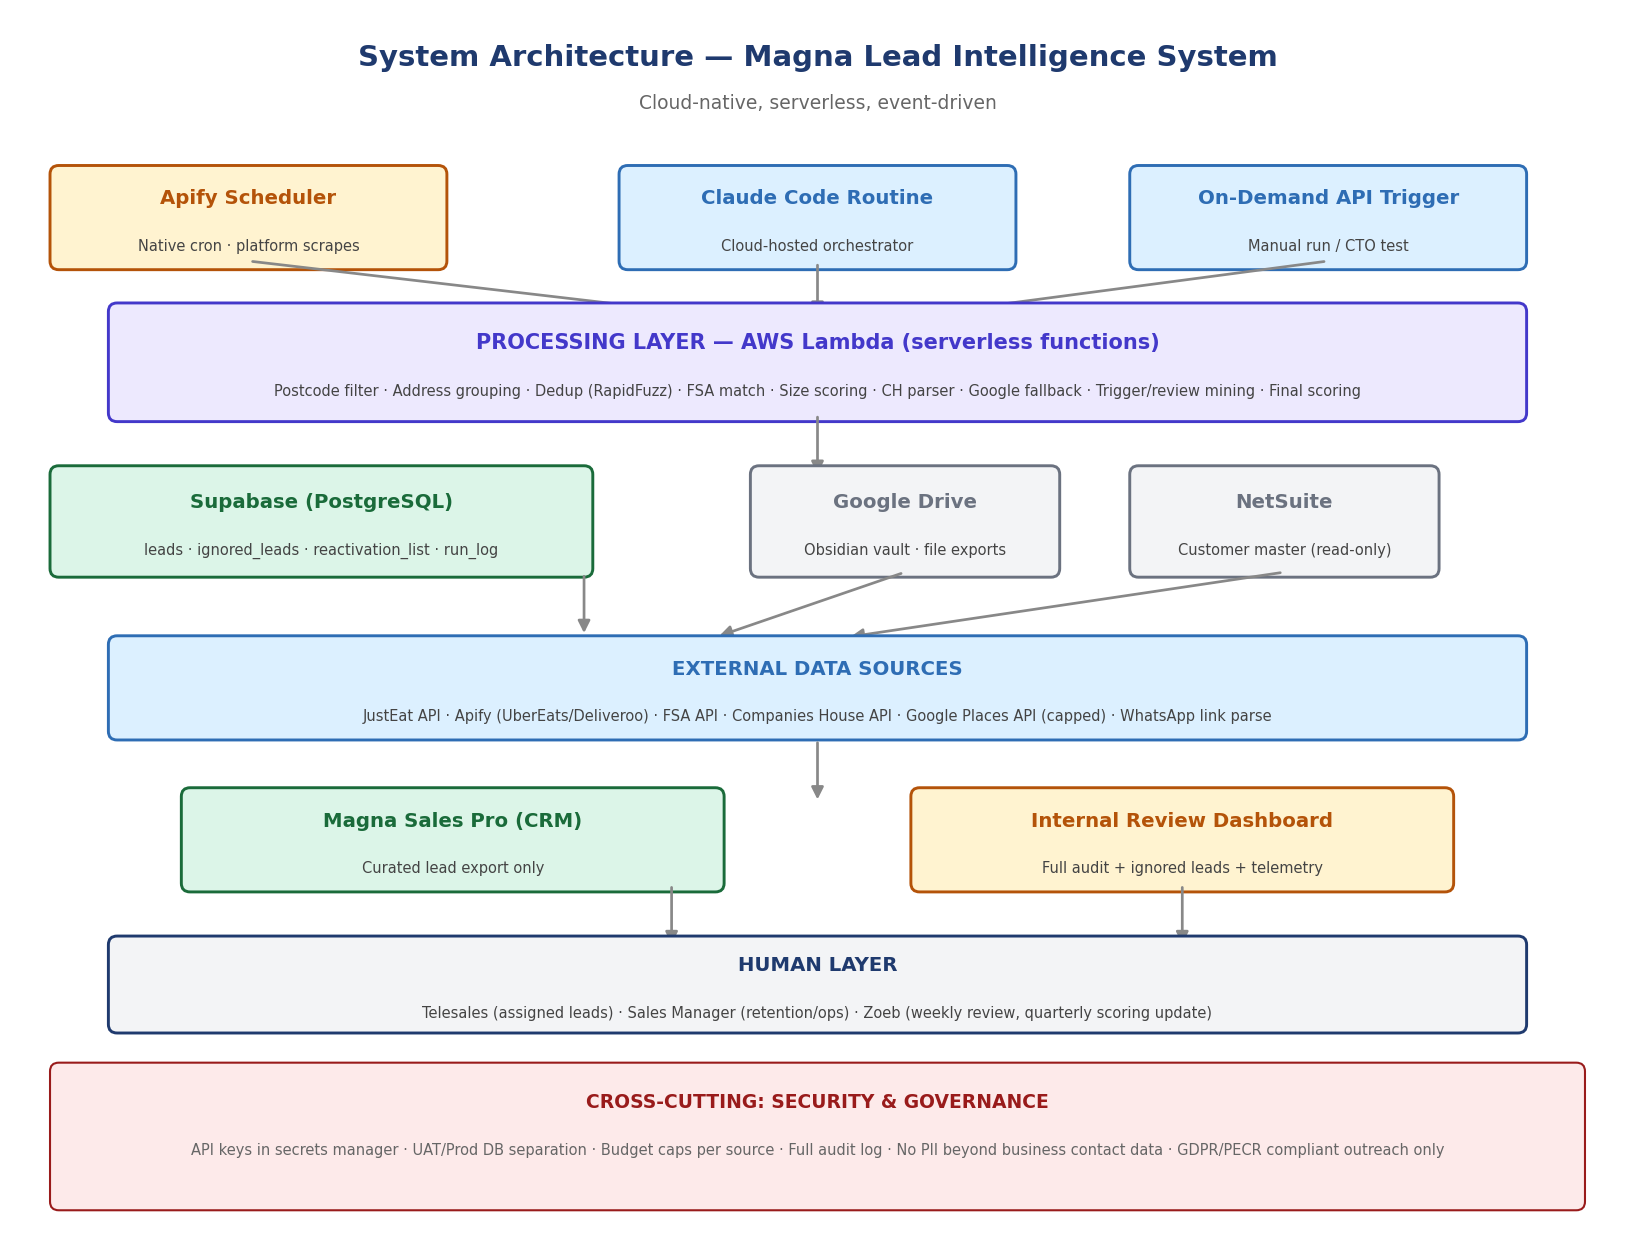 System Architecture — Magna Lead Intelligence System
Cloud-native, serverless, event-driven
Apify Scheduler
Native cron · platform scrapes
Claude Code Routine
Cloud-hosted orchestrator
On-Demand API Trigger
Manual run / CTO test
PROCESSING LAYER — AWS Lambda (serverless functions)
Postcode filter · Address grouping · Dedup (RapidFuzz) · FSA match · Size scoring · CH parser · Google fallback · Trigger/review mining · Final scoring
Supabase (PostgreSQL)
leads · ignored_leads · reactivation_list · run_log
Google Drive
Obsidian vault · file exports
NetSuite
Customer master (read-only)
EXTERNAL DATA SOURCES
JustEat API · Apify (UberEats/Deliveroo) · FSA API · Companies House API · Google Places API (capped) · WhatsApp link parse
Magna Sales Pro (CRM)
Curated lead export only
Internal Review Dashboard
Full audit + ignored leads + telemetry
HUMAN LAYER
Telesales (assigned leads) · Sales Manager (retention/ops) · Zoeb (weekly review, quarterly scoring update)
CROSS-CUTTING: SECURITY & GOVERNANCE
API keys in secrets manager · UAT/Prod DB separation · Budget caps per source · Full audit log · No PII beyond business contact data · GDPR/PECR compliant outreach only